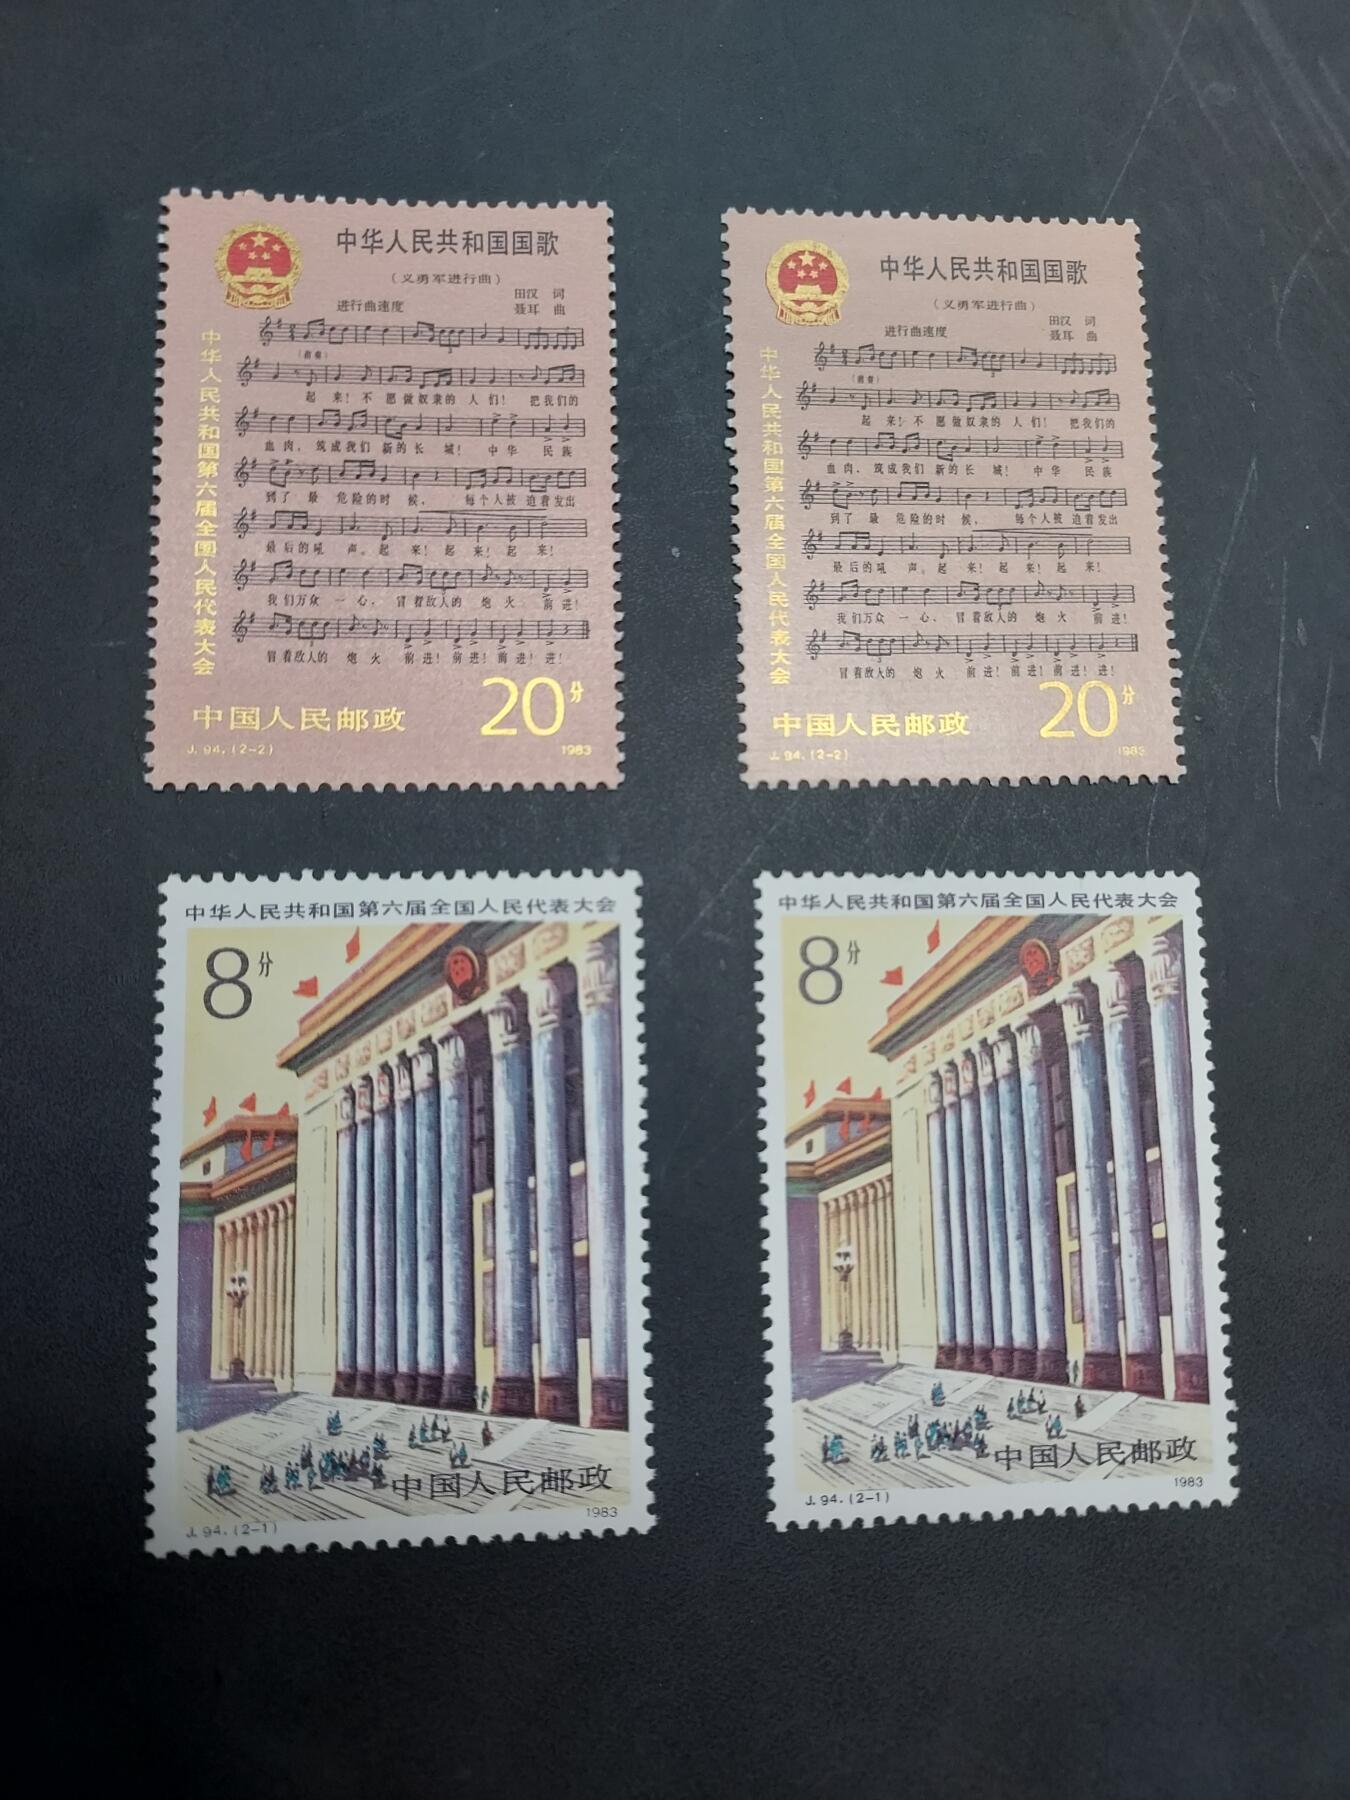 中华人民共和国国歌
（义勇军进行曲）
田汉 词
进行曲速度 聂耳 曲
（前奏）
起 来！不 愿做奴隶的 人 们！ 把我们的
血肉，筑成我们 新的长 城！ 中华 民族
到了 最 危险的时 候， 每个人被 迫着发出
最后的吼 声。起 来！起 来！起 来！
我们万众 一 心， 冒着敌人的 炮 火 前进！
冒着敌人的 炮 火 前进！前进！前进！进！
中华人民共和国第六届全国人民代表大会
中国人民邮政 20分
J.94.(2-2) 1983
中华人民共和国国歌
（义勇军进行曲）
田汉 词
进行曲速度 聂耳 曲
（前奏）
起 来！不 愿做奴隶的 人 们！ 把我们的
血肉，筑成我们 新的长 城！ 中华 民族
到了 最 危险的时 候， 每个人被 迫着发出
最后的吼 声。起 来！起 来！起 来！
我们万众 一 心， 冒着敌人的 炮 火 前进！
冒着敌人的 炮 火 前进！前进！前进！进！
中华人民共和国第六届全国人民代表大会
中国人民邮政 20分
J.94.(2-2) 1983
中华人民共和国第六届全国人民代表大会
8分
中国人民邮政
J.94.(2-1) 1983
中华人民共和国第六届全国人民代表大会
8分
中国人民邮政
J.94.(2-1) 1983